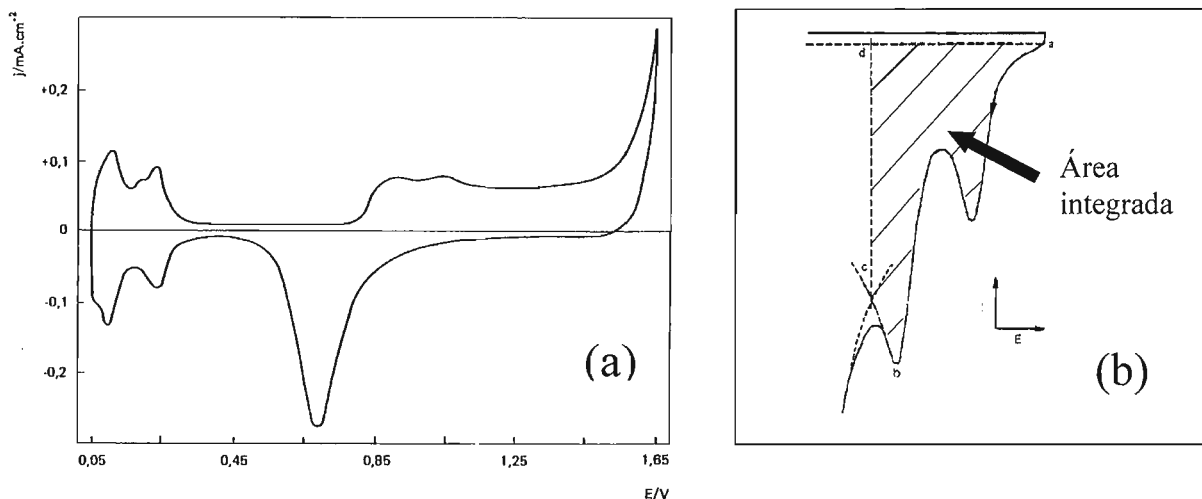 j/mA.cm⁻²
+0,2
+0,1
0
-0,1
-0,2
0,05
0,45
0,85
1,25
1,65
E/V
(a)
d
a
c
b
Área
integrada
E
(b)